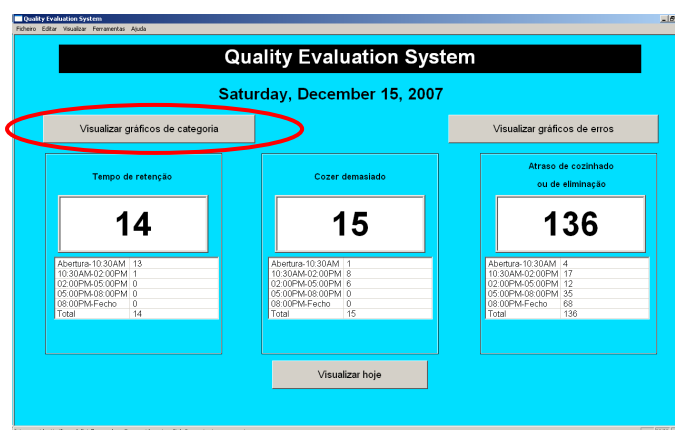 Quality Evaluation System
Ficheiro Editar Visualizar Ferramentas Ajuda
Quality Evaluation System
Saturday, December 15, 2007
Visualizar gráficos de categoria
Visualizar gráficos de erros
Tempo de retenção
14
Abertura-10:30AM 13
10:30AM-02:00PM 1
02:00PM-05:00PM 0
05:00PM-08:00PM 0
08:00PM-Fecho 0
Total 14
Cozer demasiado
15
Abertura-10:30AM 1
10:30AM-02:00PM 8
02:00PM-05:00PM 6
05:00PM-08:00PM 0
08:00PM-Fecho 0
Total 15
Atraso de cozinhado
ou de eliminação
136
Abertura-10:30AM 4
10:30AM-02:00PM 17
02:00PM-05:00PM 12
05:00PM-08:00PM 35
08:00PM-Fecho 68
Total 136
Visualizar hoje